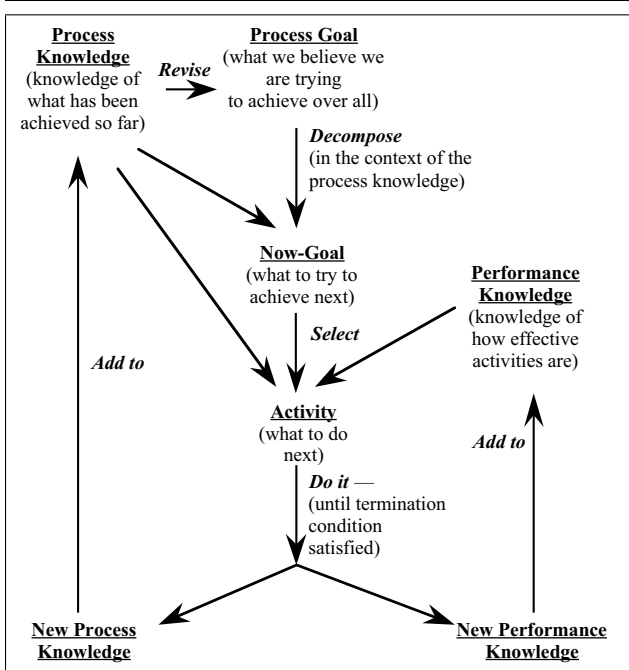 Process
Knowledge
(knowledge of
what has been
achieved so far)
Revise
Process Goal
(what we believe we
are trying
to achieve over all)
Decompose
(in the context of the
process knowledge)
Now-Goal
(what to try to
achieve next)
Performance
Knowledge
(knowledge of
how effective
activities are)
Select
Add to
Activity
(what to do
next)
Add to
Do it —
(until termination
condition
satisfied)
New Process
Knowledge
New Performance
Knowledge